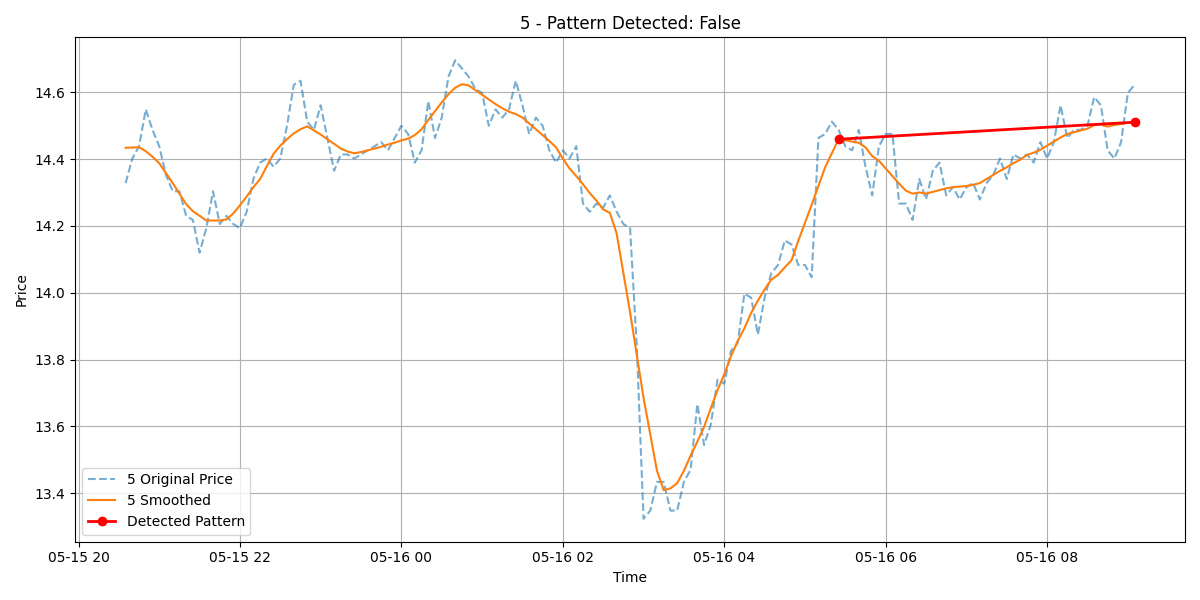 5 - Pattern Detected: False
Price
14.6
14.4
14.2
14.0
13.8
13.6
13.4
5 Original Price
5 Smoothed
Detected Pattern
05-15 20 05-15 22 05-16 00 05-16 02 05-16 04 05-16 06 05-16 08
Time